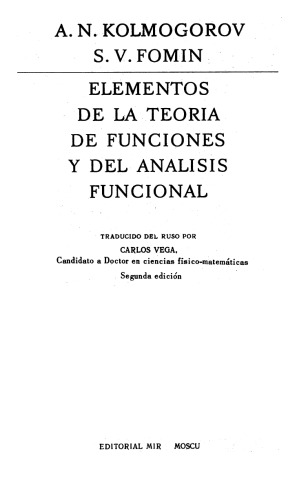 A. N. KOLMOGOROV
S. V. FOMIN
ELEMENTOS
DE LA TEORIA
DE FUNCIONES
Y DEL ANALISIS
FUNCIONAL
TRADUCIDO DEL RUSO POR
CARLOS VEGA,
Candidato a Doctor en ciencias físico-matemáticas
Segunda edición
EDITORIAL MIR MOSCU